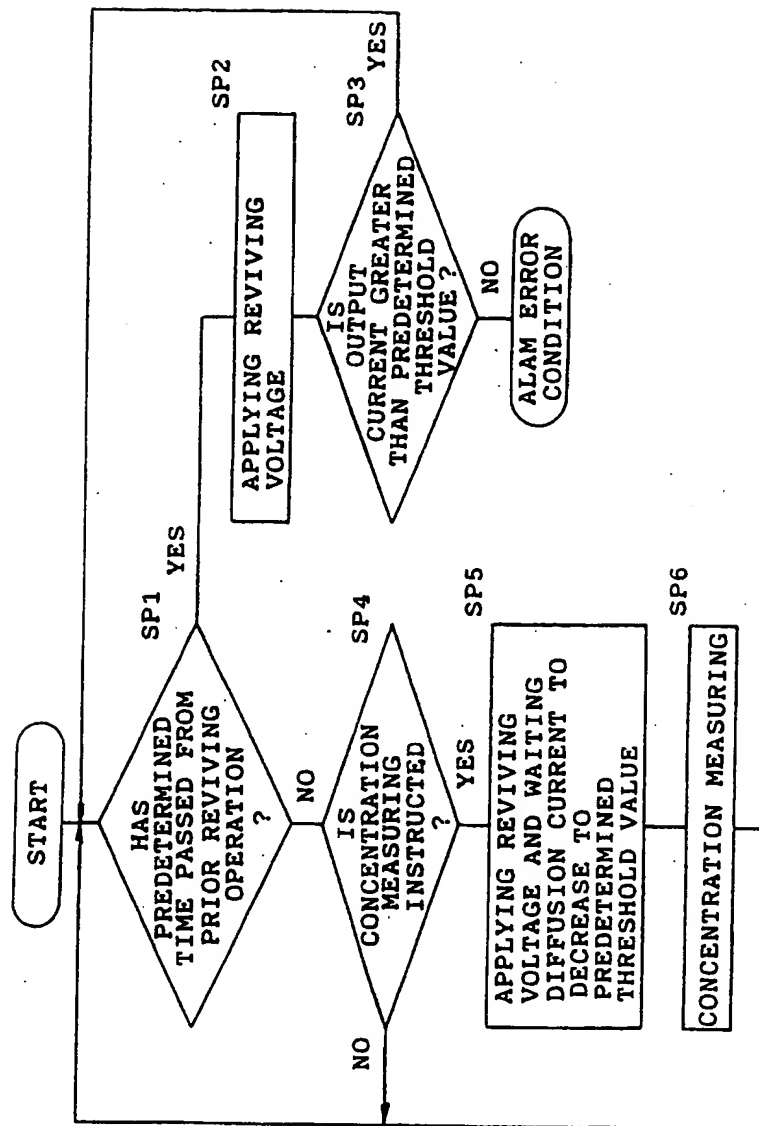 START
SP1
HAS
PREDETERMINED
TIME PASSED FROM
PRIOR REVIVING
OPERATION
?
YES
NO
SP2
APPLYING REVIVING
VOLTAGE
SP3
IS
OUTPUT
CURRENT GREATER
THAN PREDETERMINED
THRESHOLD
VALUE?
YES
NO
ALAM ERROR
CONDITION
SP4
IS
CONCENTRATION
MEASURING
INSTRUCTED
?
NO
YES
SP5
APPLYING REVIVING
VOLTAGE AND WAITING
DIFFUSION CURRENT TO
DECREASE TO
PREDETERMINED
THRESHOLD VALUE
SP6
CONCENTRATION MEASURING